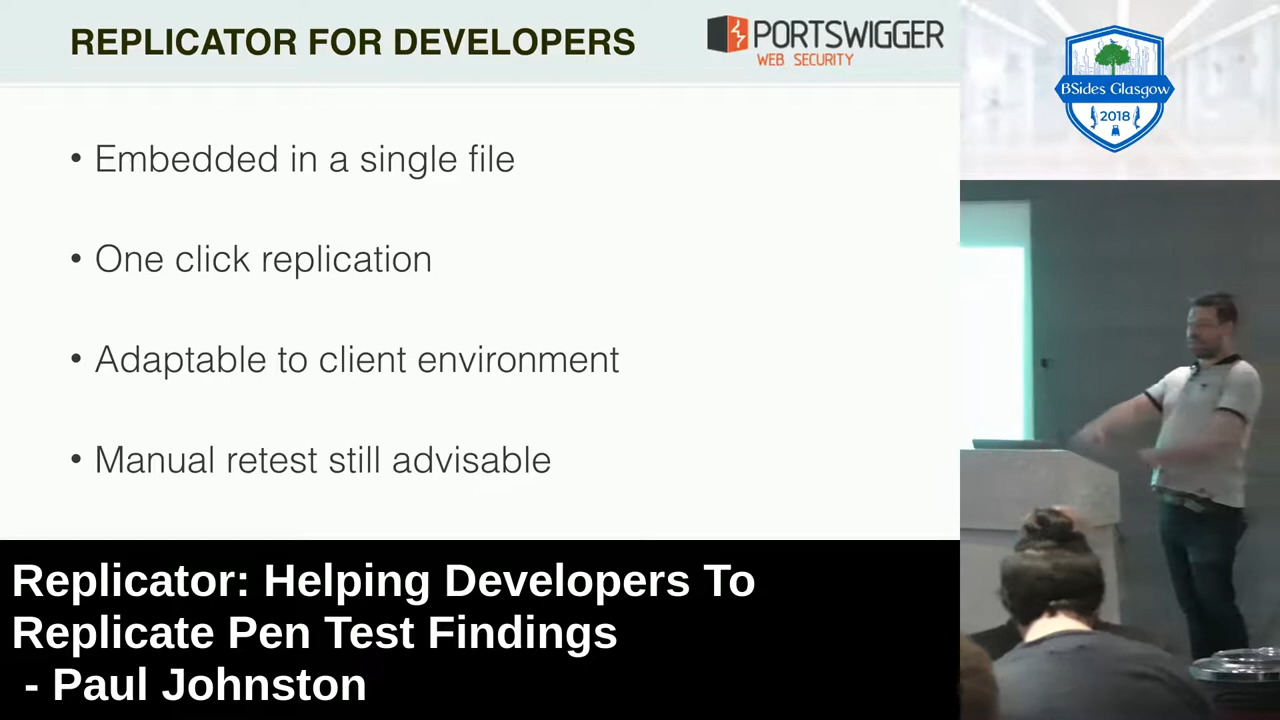 REPLICATOR FOR DEVELOPERS
PORTSWIGGER
WEB SECURITY
• Embedded in a single file
• One click replication
• Adaptable to client environment
• Manual retest still advisable
BSides Glasgow
2018
Replicator: Helping Developers To
Replicate Pen Test Findings
- Paul Johnston